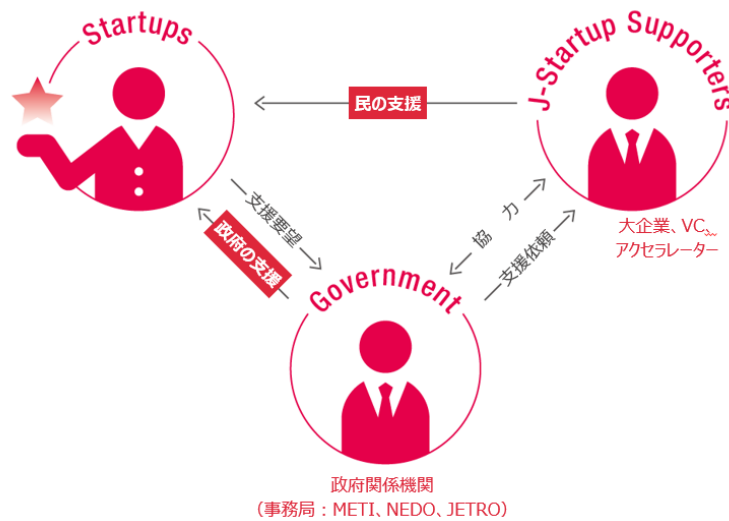 Startups
J-Startup Supporters
民の支援
大企業、VC、
アクセラレーター
支援要望
政府の支援
協 力
支援依頼
Government
政府関係機関
（事務局：METI、NEDO、JETRO）